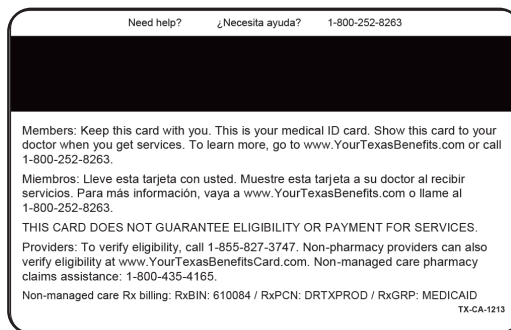 Need help? ¿Necesita ayuda? 1-800-252-8263
Members: Keep this card with you. This is your medical ID card. Show this card to your
doctor when you get services. To learn more, go to www.YourTexasBenefits.com or call
1-800-252-8263.
Miembros: Lleve esta tarjeta con usted. Muestre esta tarjeta a su doctor al recibir
servicios. Para más información, vaya a www.YourTexasBenefits.com o llame al
1-800-252-8263.
THIS CARD DOES NOT GUARANTEE ELIGIBILITY OR PAYMENT FOR SERVICES.
Providers: To verify eligibility, call 1-855-827-3747. Non-pharmacy providers can also
verify eligibility at www.YourTexasBenefitsCard.com. Non-managed care pharmacy
claims assistance: 1-800-435-4165.
Non-managed care Rx billing: RxBIN: 610084 / RxPCN: DRTXPROD / RxGRP: MEDICAID
TX-CA-1213